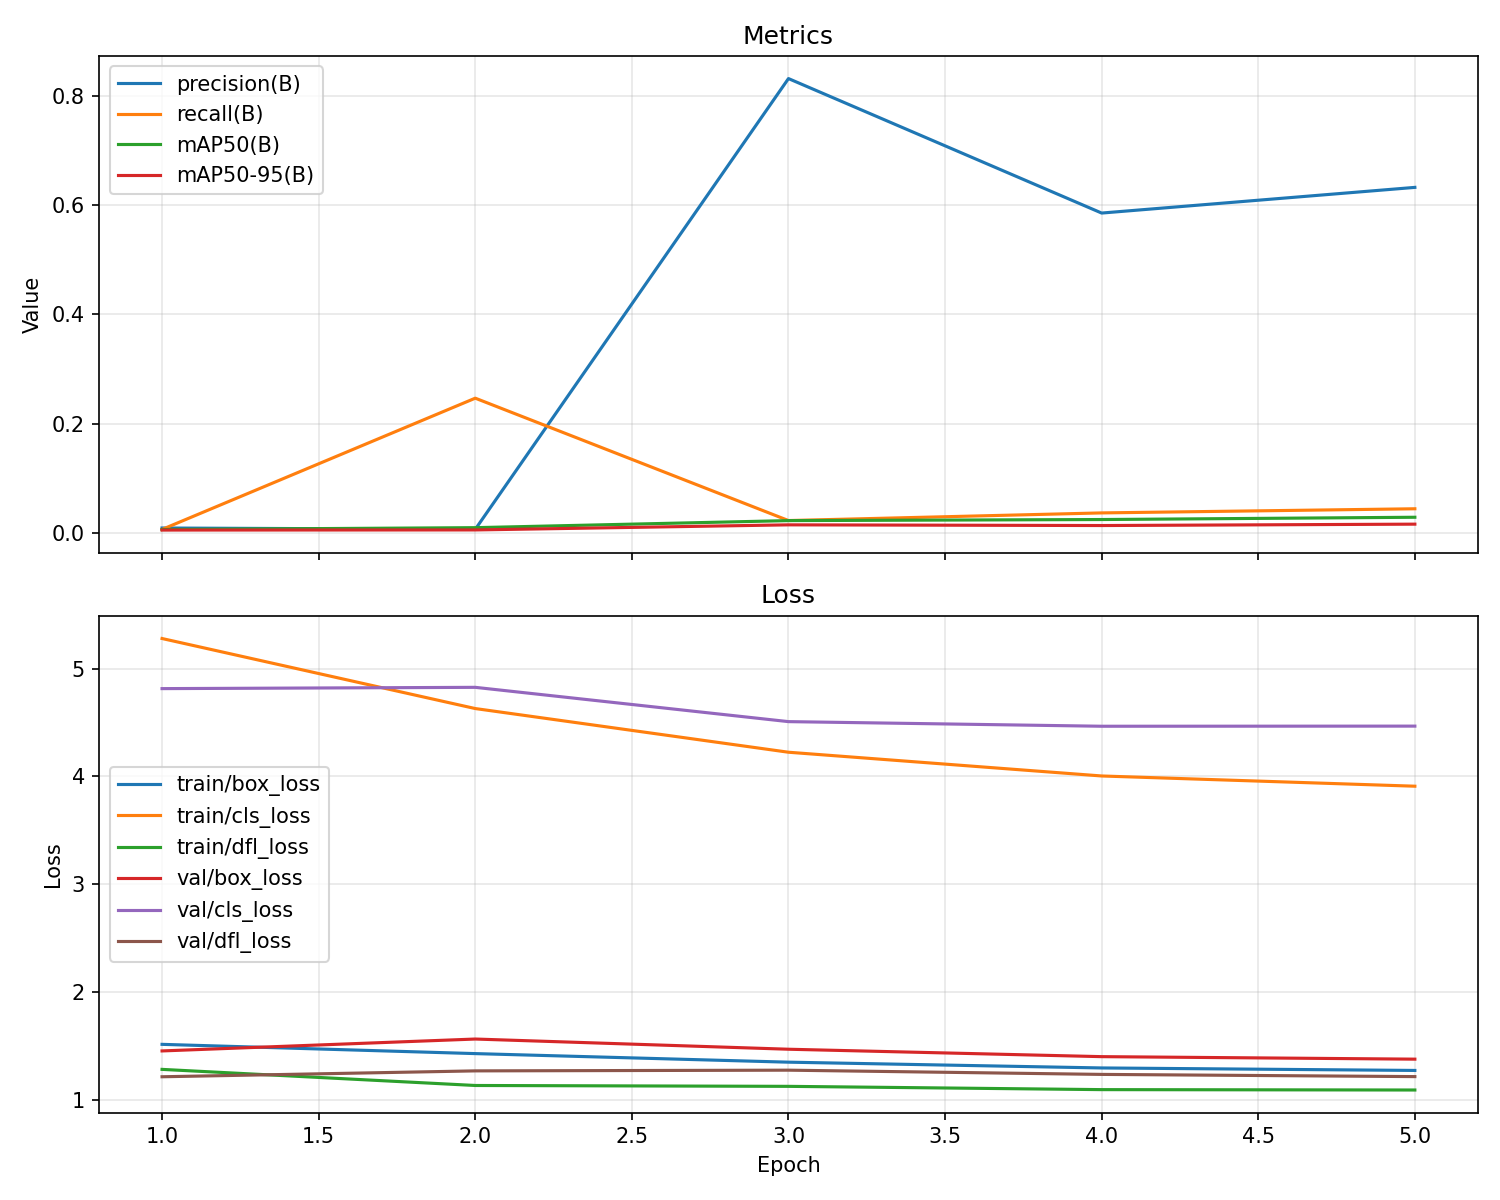 Metrics
precision(B)
recall(B)
mAP50(B)
mAP50-95(B)
Value
0.8
0.6
0.4
0.2
0.0
Loss
train/box_loss
train/cls_loss
train/dfl_loss
val/box_loss
val/cls_loss
val/dfl_loss
Loss
5
4
3
2
1
1.0 1.5 2.0 2.5 3.0 3.5 4.0 4.5 5.0
Epoch